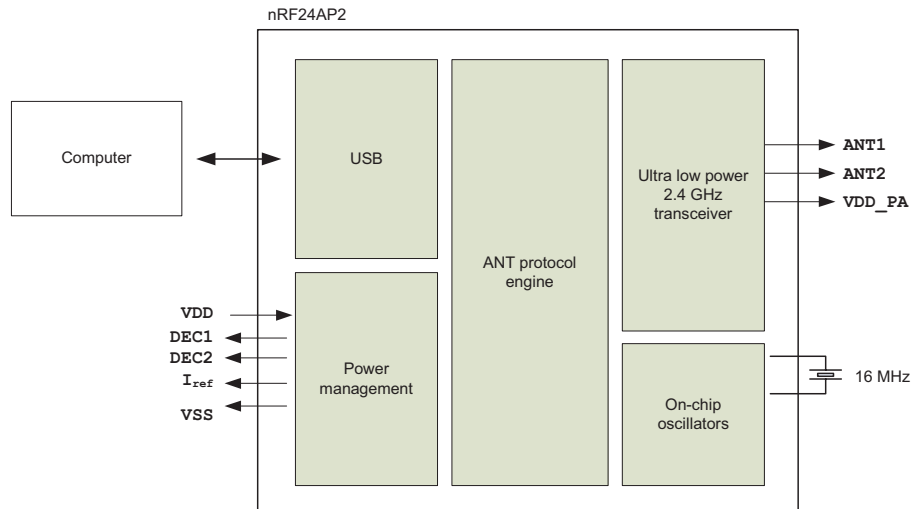 nRF24AP2
Computer
USB
ANT protocol
engine
Ultra low power
2.4 GHz
transceiver
ANT1
ANT2
VDD_PA
VDD
DEC1
DEC2
Iref
VSS
Power
management
On-chip
oscillators
16 MHz